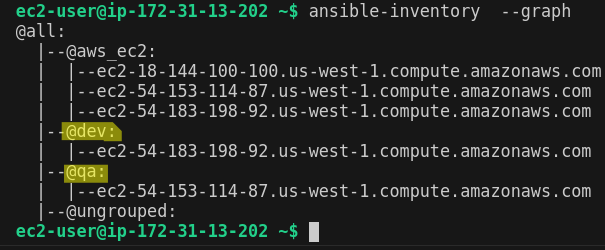 ec2-user@ip-172-31-13-202 ~$ ansible-inventory  --graph
@all:
  |--@aws_ec2:
  |  |--ec2-18-144-100-100.us-west-1.compute.amazonaws.com
  |  |--ec2-54-153-114-87.us-west-1.compute.amazonaws.com
  |  |--ec2-54-183-198-92.us-west-1.compute.amazonaws.com
  |--@dev:
  |  |--ec2-54-183-198-92.us-west-1.compute.amazonaws.com
  |--@qa:
  |  |--ec2-54-153-114-87.us-west-1.compute.amazonaws.com
  |--@ungrouped:
ec2-user@ip-172-31-13-202 ~$